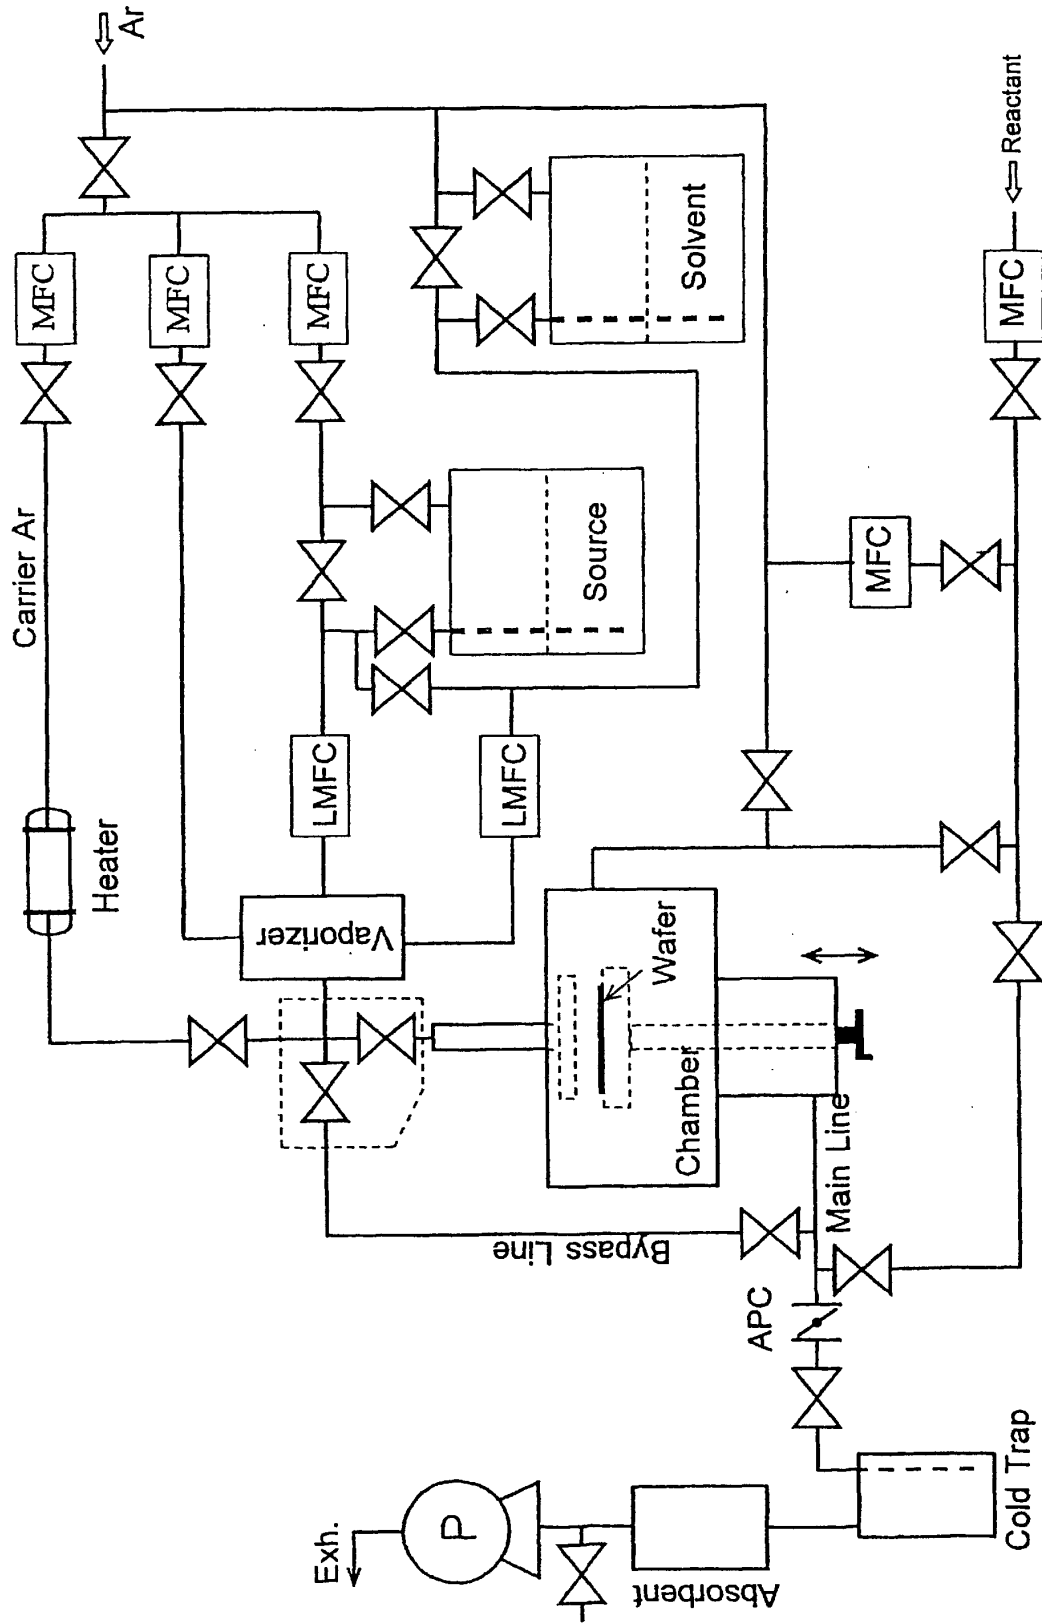 Ar
Reactant
MFC
MFC
MFC
MFC
MFC
Carrier Ar
Solvent
Source
LMFC
LMFC
Heater
Vaporizer
Wafer
Chamber
Main Line
Bypass Line
APC
Cold Trap
Absorbent
P
Exh.